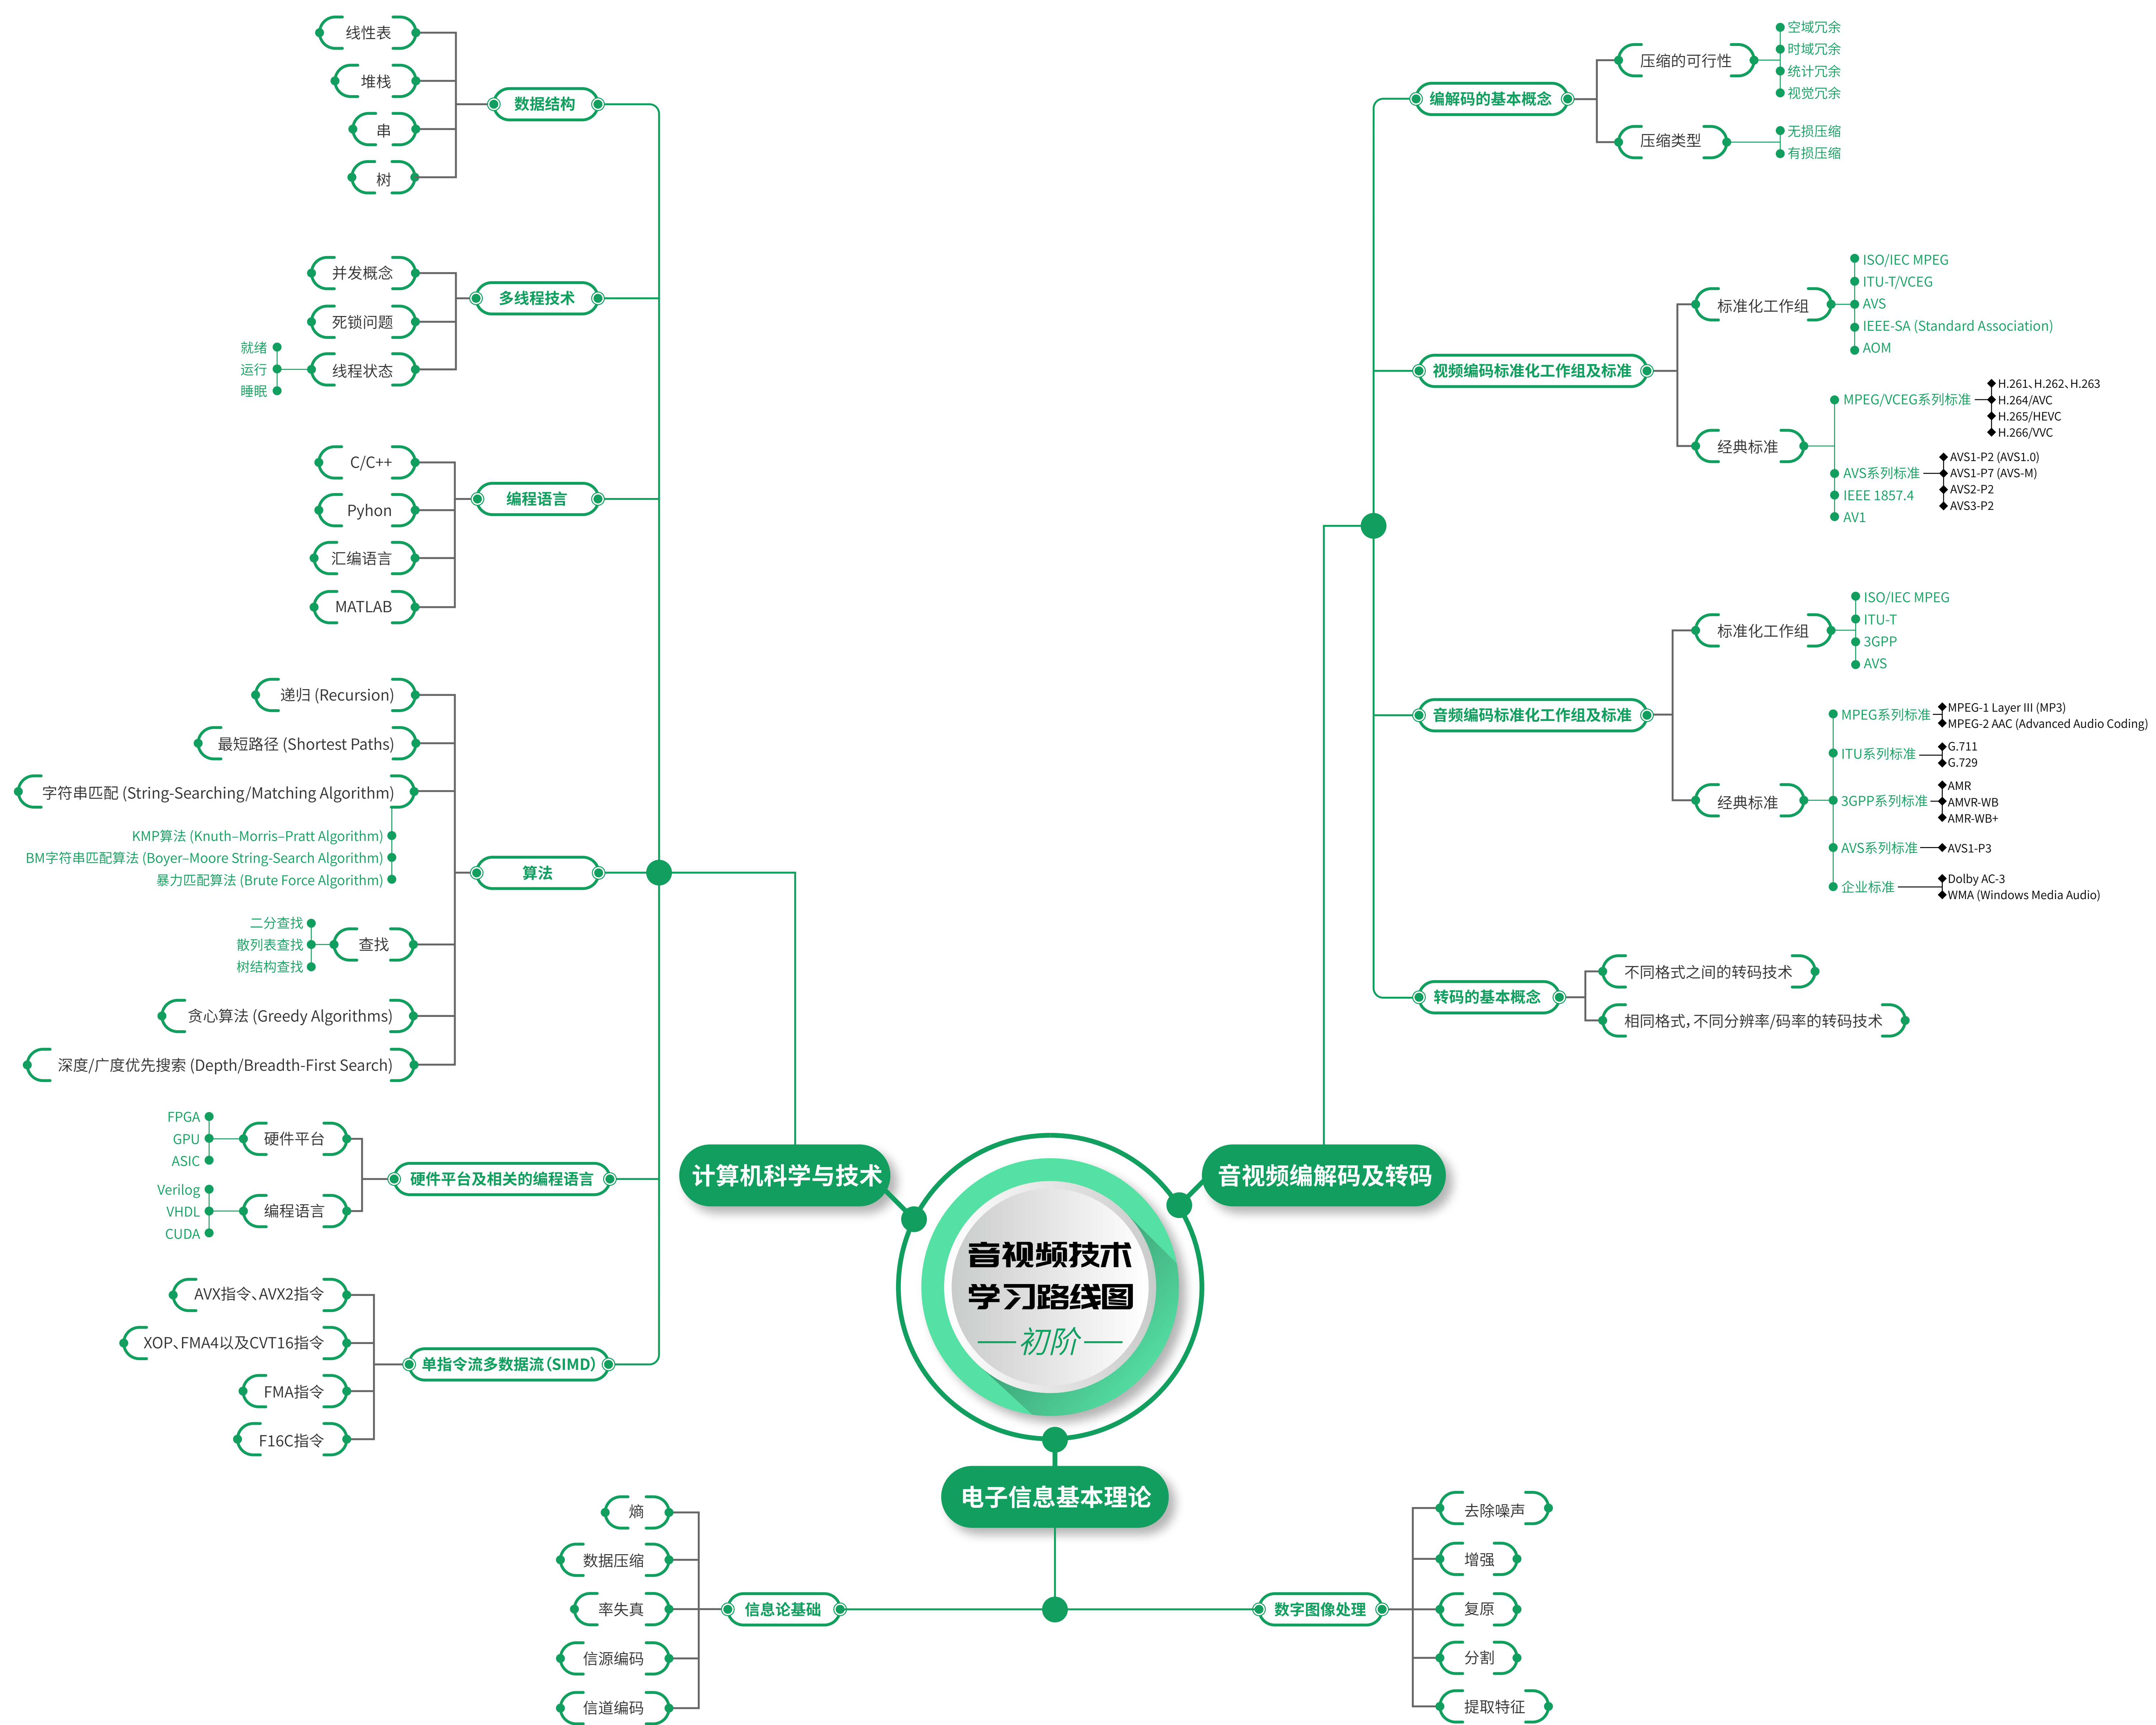 音视频技术
学习路线图
初阶
计算机科学与技术
数据结构
线性表
堆栈
串
树
多线程技术
并发概念
死锁问题
线程状态
就绪
运行
睡眠
编程语言
C/C++
Pyhon
汇编语言
MATLAB
算法
递归 (Recursion)
最短路径 (Shortest Paths)
字符串匹配 (String-Searching/Matching Algorithm)
KMP算法 (Knuth–Morris–Pratt Algorithm)
BM字符串匹配算法 (Boyer–Moore String-Search Algorithm)
暴力匹配算法 (Brute Force Algorithm)
查找
二分查找
散列表查找
树结构查找
贪心算法 (Greedy Algorithms)
深度/广度优先搜索 (Depth/Breadth-First Search)
硬件平台及相关的编程语言
硬件平台
FPGA
GPU
ASIC
编程语言
Verilog
VHDL
CUDA
单指令流多数据流（SIMD）
AVX指令、AVX2指令
XOP、FMA4以及CVT16指令
FMA指令
F16C指令
音视频编解码及转码
编解码的基本概念
压缩的可行性
空域冗余
时域冗余
统计冗余
视觉冗余
压缩类型
无损压缩
有损压缩
视频编码标准化工作组及标准
标准化工作组
ISO/IEC MPEG
ITU-T/VCEG
AVS
IEEE-SA (Standard Association)
AOM
经典标准
MPEG/VCEG系列标准
H.261、H.262、H.263
H.264/AVC
H.265/HEVC
H.266/VVC
AVS系列标准
AVS1-P2 (AVS1.0)
AVS1-P7 (AVS-M)
AVS2-P2
AVS3-P2
IEEE 1857.4
AV1
音频编码标准化工作组及标准
标准化工作组
ISO/IEC MPEG
ITU-T
3GPP
AVS
经典标准
MPEG系列标准
MPEG-1 Layer III (MP3)
MPEG-2 AAC (Advanced Audio Coding)
ITU系列标准
G.711
G.729
3GPP系列标准
AMR
AMVR-WB
AMR-WB+
AVS系列标准
AVS1-P3
企业标准
Dolby AC-3
WMA (Windows Media Audio)
转码的基本概念
不同格式之间的转码技术
相同格式，不同分辨率/码率的转码技术
电子信息基本理论
信息论基础
熵
数据压缩
率失真
信源编码
信道编码
数字图像处理
去除噪声
增强
复原
分割
提取特征